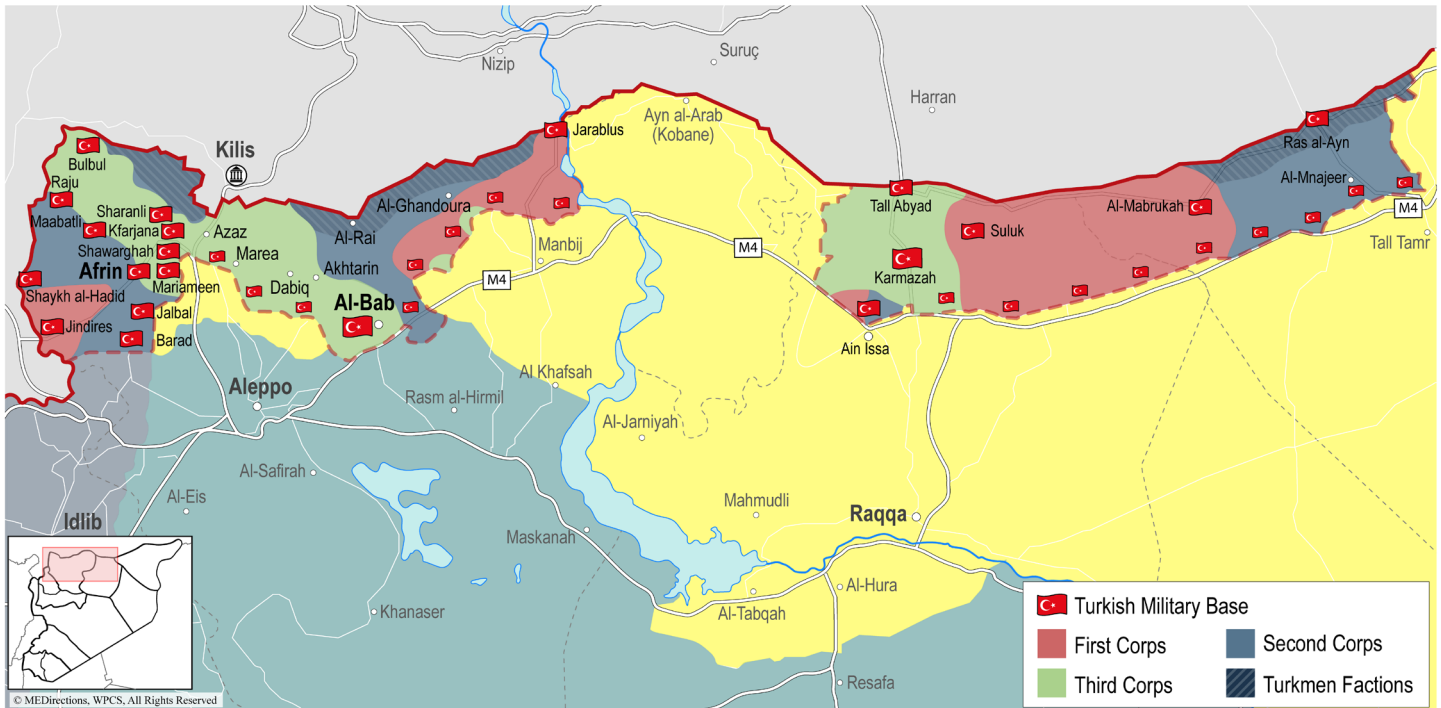 Suruç
Nizip
Harran
Ayn al-Arab
(Kobane)
Jarablus
Ras al-Ayn
Kilis
Bulbul
Raju
Al-Mnajeer
Al-Ghandoura
Tall Abyad
Al-Mabrukah
M4
Sharanli
Maabatli
Kfarjana
Azaz
Al-Rai
Suluk
Tall Tamr
Shawarghah
Marea
Manbij
M4
Afrin
Akhtarin
M4
Karmazah
Mariameen
Dabiq
Shaykh al-Hadid
Al-Bab
Jalbal
Jindires
Barad
Ain Issa
Al Khafsah
Aleppo
Rasm al-Hirmil
Al-Jarniyah
Al-Safirah
Al-Eis
Mahmudli
Raqqa
Idlib
Maskanah
Al-Hura
Al-Tabqah
Khanaser
Resafa
Turkish Military Base
First Corps
Second Corps
Third Corps
Turkmen Factions
© MEDirections, WPCS, All Rights Reserved